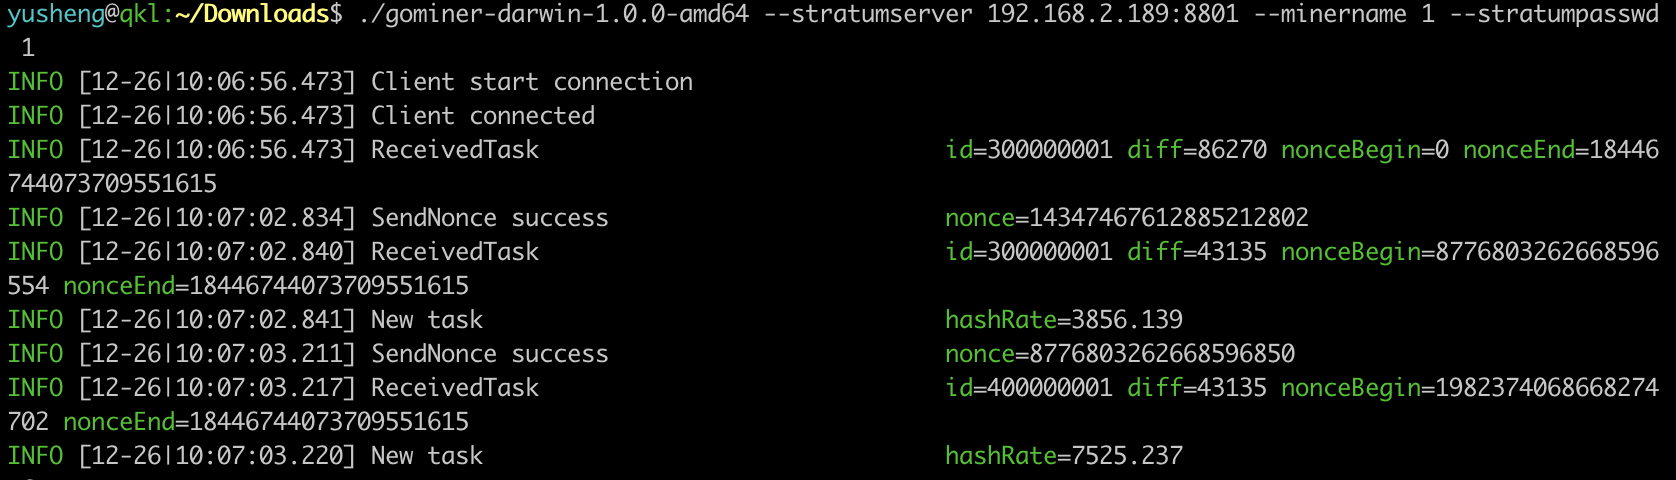 yusheng@qkl:~/Downloads$ ./gominer-darwin-1.0.0-amd64 --stratumserver 192.168.2.189:8801 --minername 1 --stratumpasswd
1
INFO [12-26|10:06:56.473] Client start connection
INFO [12-26|10:06:56.473] Client connected
INFO [12-26|10:06:56.473] ReceivedTask id=300000001 diff=86270 nonceBegin=0 nonceEnd=18446
744073709551615
INFO [12-26|10:07:02.834] SendNonce success nonce=14347467612885212802
INFO [12-26|10:07:02.840] ReceivedTask id=300000001 diff=43135 nonceBegin=8776803262668596
554 nonceEnd=18446744073709551615
INFO [12-26|10:07:02.841] New task hashRate=3856.139
INFO [12-26|10:07:03.211] SendNonce success nonce=8776803262668596850
INFO [12-26|10:07:03.217] ReceivedTask id=400000001 diff=43135 nonceBegin=1982374068668274
702 nonceEnd=18446744073709551615
INFO [12-26|10:07:03.220] New task hashRate=7525.237